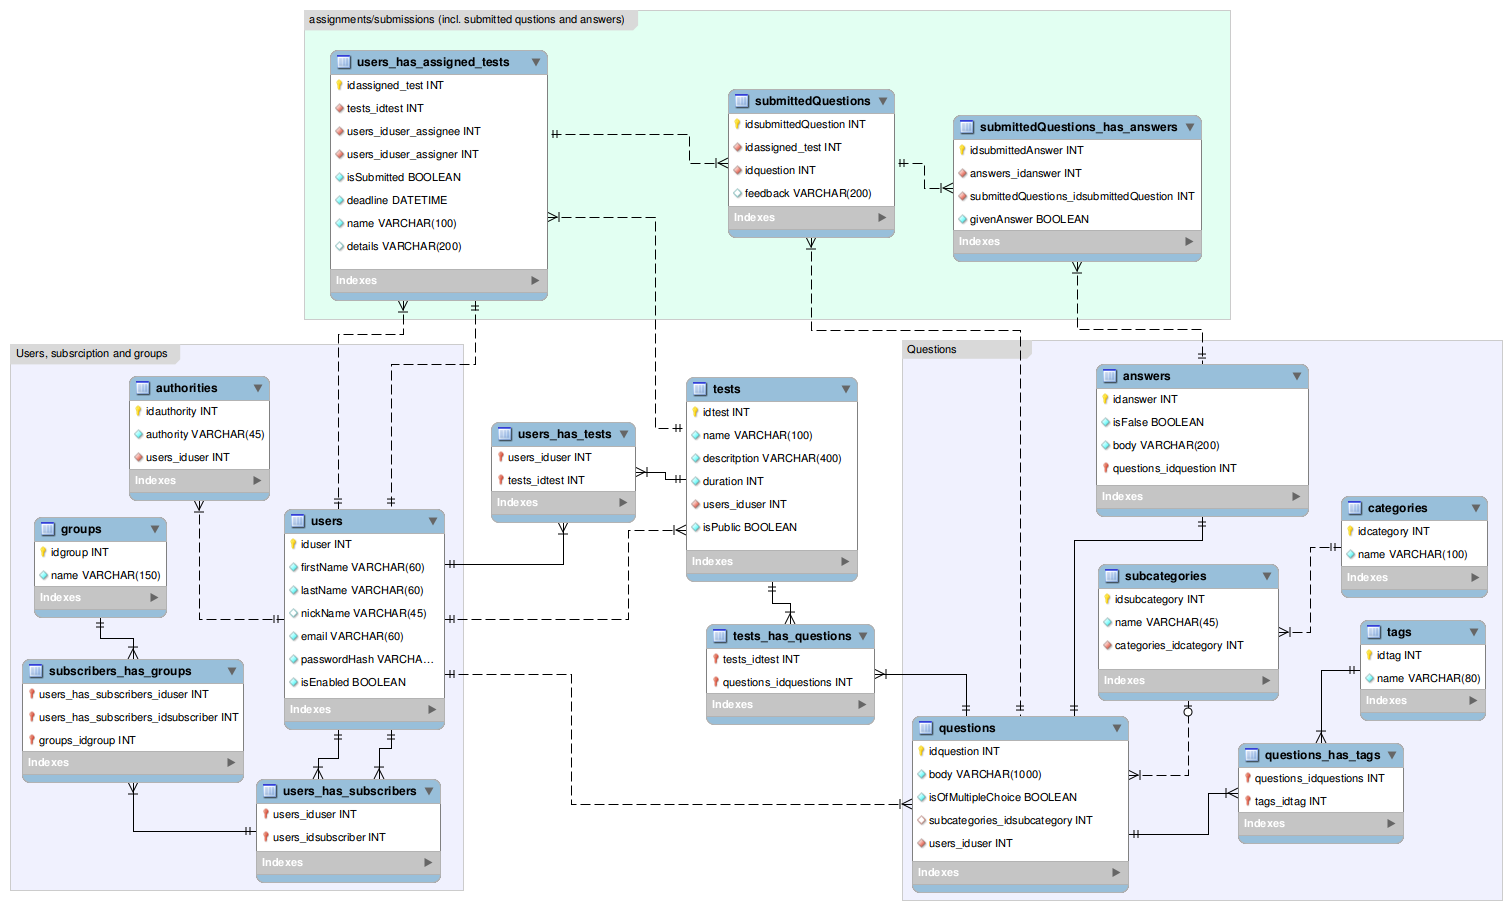 assignments/submissions (incl. submitted qustions and answers)
users_has_assigned_tests
idassigned_test INT
tests_idtest INT
users_iduser_assignee INT
users_iduser_assigner INT
isSubmitted BOOLEAN
deadline DATETIME
name VARCHAR(100)
details VARCHAR(200)
Indexes
submittedQuestions
idsubmittedQuestion INT
idassigned_test INT
idquestion INT
feedback VARCHAR(200)
Indexes
submittedQuestions_has_answers
idsubmittedAnswer INT
answers_idanswer INT
submittedQuestions_idsubmittedQuestion INT
givenAnswer BOOLEAN
Indexes
Users, subsrciption and groups
authorities
idauthority INT
authority VARCHAR(45)
users_iduser INT
Indexes
groups
idgroup INT
name VARCHAR(150)
Indexes
subscribers_has_groups
users_has_subscribers_iduser INT
users_has_subscribers_idsubscriber INT
groups_idgroup INT
Indexes
users
iduser INT
firstName VARCHAR(60)
lastName VARCHAR(60)
nickName VARCHAR(45)
email VARCHAR(60)
passwordHash VARCHA...
isEnabled BOOLEAN
Indexes
users_has_subscribers
users_iduser INT
users_idsubscriber INT
Indexes
users_has_tests
users_iduser INT
tests_idtest INT
Indexes
tests
idtest INT
name VARCHAR(100)
descritption VARCHAR(400)
duration INT
users_iduser INT
isPublic BOOLEAN
Indexes
tests_has_questions
tests_idtest INT
questions_idquestions INT
Indexes
Questions
answers
idanswer INT
isFalse BOOLEAN
body VARCHAR(200)
questions_idquestion INT
Indexes
categories
idcategory INT
name VARCHAR(100)
Indexes
subcategories
idsubcategory INT
name VARCHAR(45)
categories_idcategory INT
Indexes
tags
idtag INT
name VARCHAR(80)
Indexes
questions
idquestion INT
body VARCHAR(1000)
isOfMultipleChoice BOOLEAN
subcategories_idsubcategory INT
users_iduser INT
Indexes
questions_has_tags
questions_idquestions INT
tags_idtag INT
Indexes